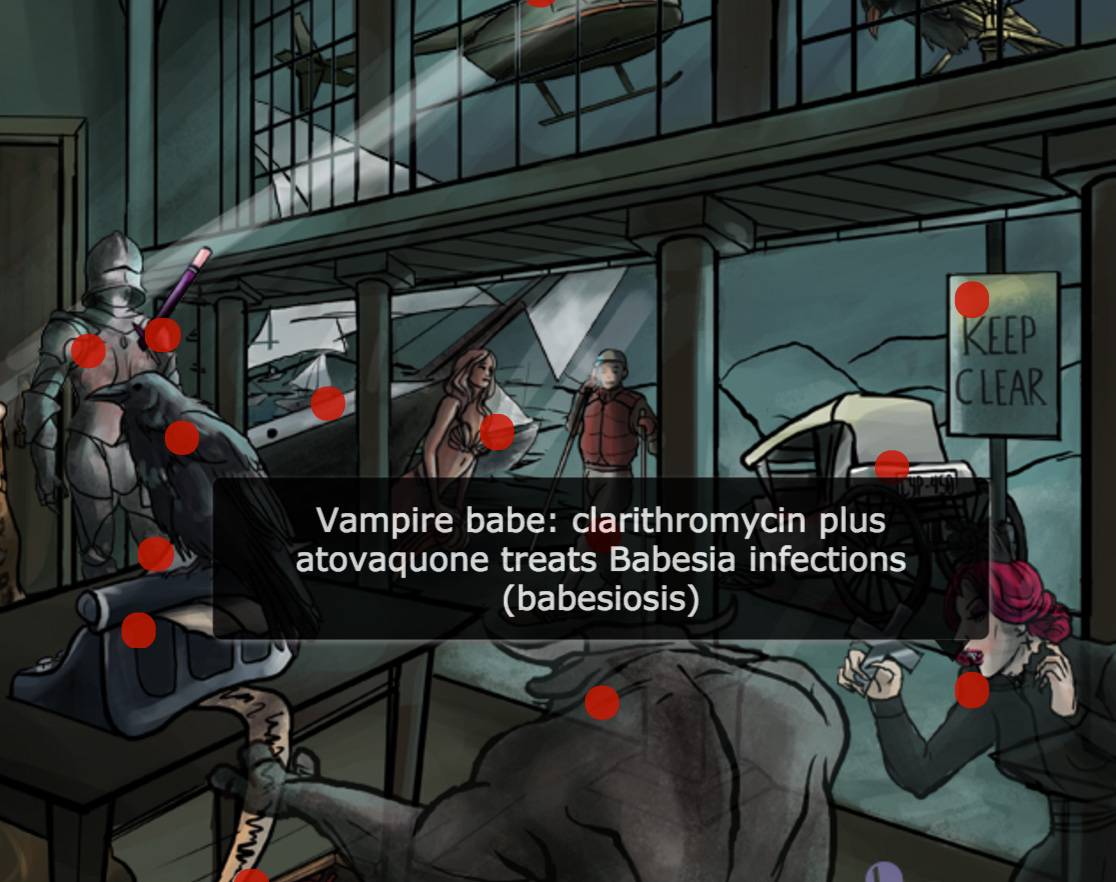 KEEP
CLEAR
Vampire babe: clarithromycin plus
atovaquone treats Babesia infections
(babesiosis)